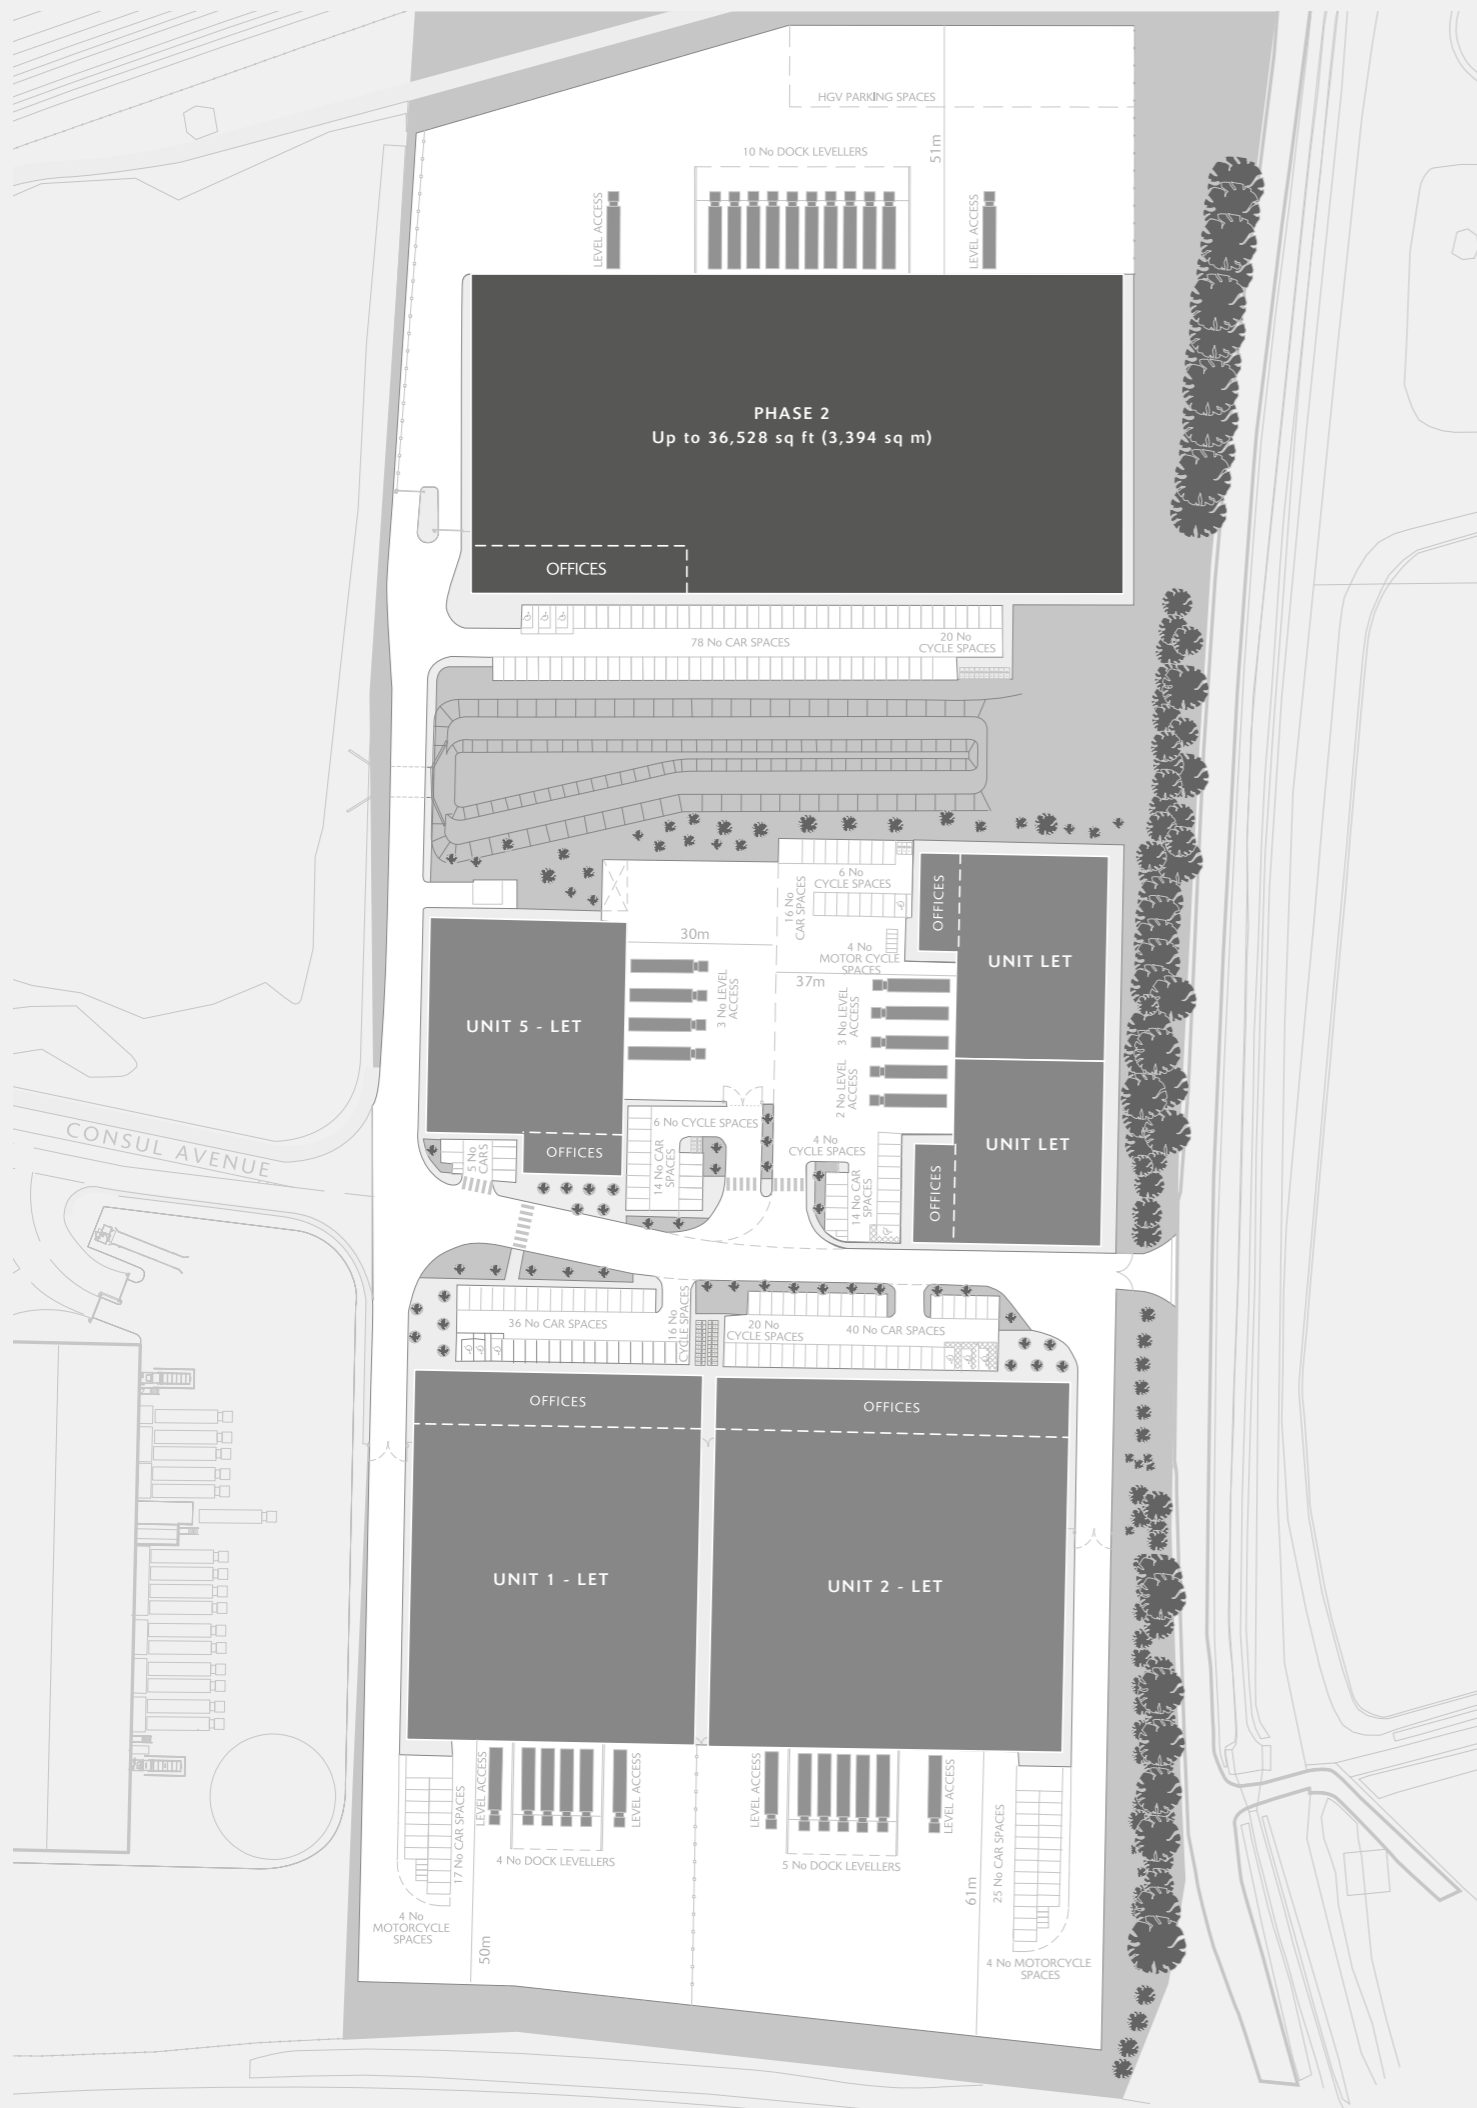 HGV PARKING SPACES
51m
10 No DOCK LEVELLERS
LEVEL ACCESS
LEVEL ACCESS
PHASE 2
Up to 36,528 sq ft (3,394 sq m)
OFFICES
78 No CAR SPACES
20 No
CYCLE SPACES
6 No
CYCLE SPACES
16 No
CAR SPACES
OFFICES
30m
4 No
MOTOR CYCLE
SPACES
UNIT LET
37m
UNIT 5 - LET
3 No LEVEL
ACCESS
3 No LEVEL
ACCESS
2 No LEVEL
ACCESS
CONSUL AVENUE
6 No CYCLE SPACES
4 No
CYCLE SPACES
UNIT LET
5 No
CARS
OFFICES
14 No CAR
SPACES
14 No CAR
SPACES
OFFICES
36 No CAR SPACES
16 No
CYCLE SPACES
20 No
CYCLE SPACES
40 No CAR SPACES
OFFICES
OFFICES
UNIT 1 - LET
UNIT 2 - LET
LEVEL ACCESS
LEVEL ACCESS
LEVEL ACCESS
LEVEL ACCESS
17 No CAR SPACES
4 No DOCK LEVELLERS
5 No DOCK LEVELLERS
25 No CAR SPACES
61m
4 No
MOTORCYCLE
SPACES
50m
4 No MOTORCYCLE
SPACES